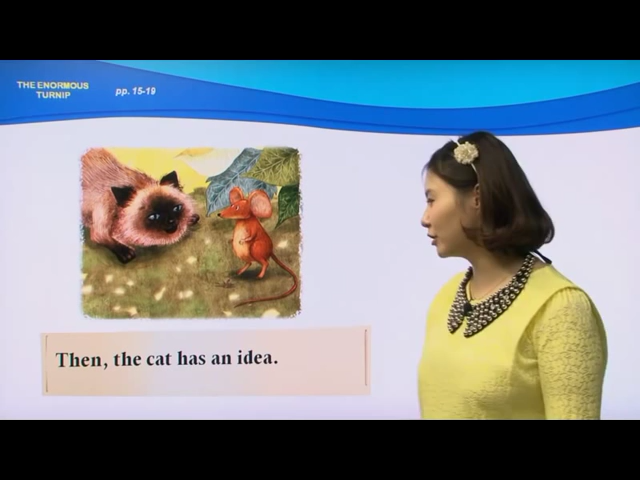 THE ENORMOUS
TURNIP
pp. 15-19
Then, the cat has an idea.